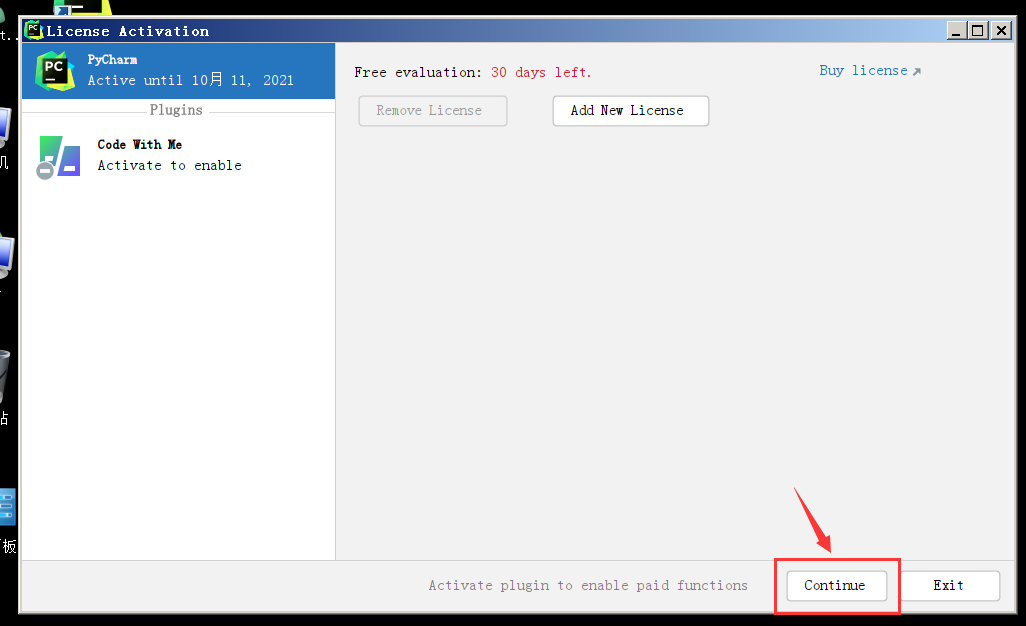 t..
PC
License Activation
PC
PyCharm
Active until 10月 11, 2021
Plugins
Code With Me
Activate to enable
Free evaluation: 30 days left.
Buy license
Remove License
Add New License
机
站
板
Activate plugin to enable paid functions
Continue
Exit